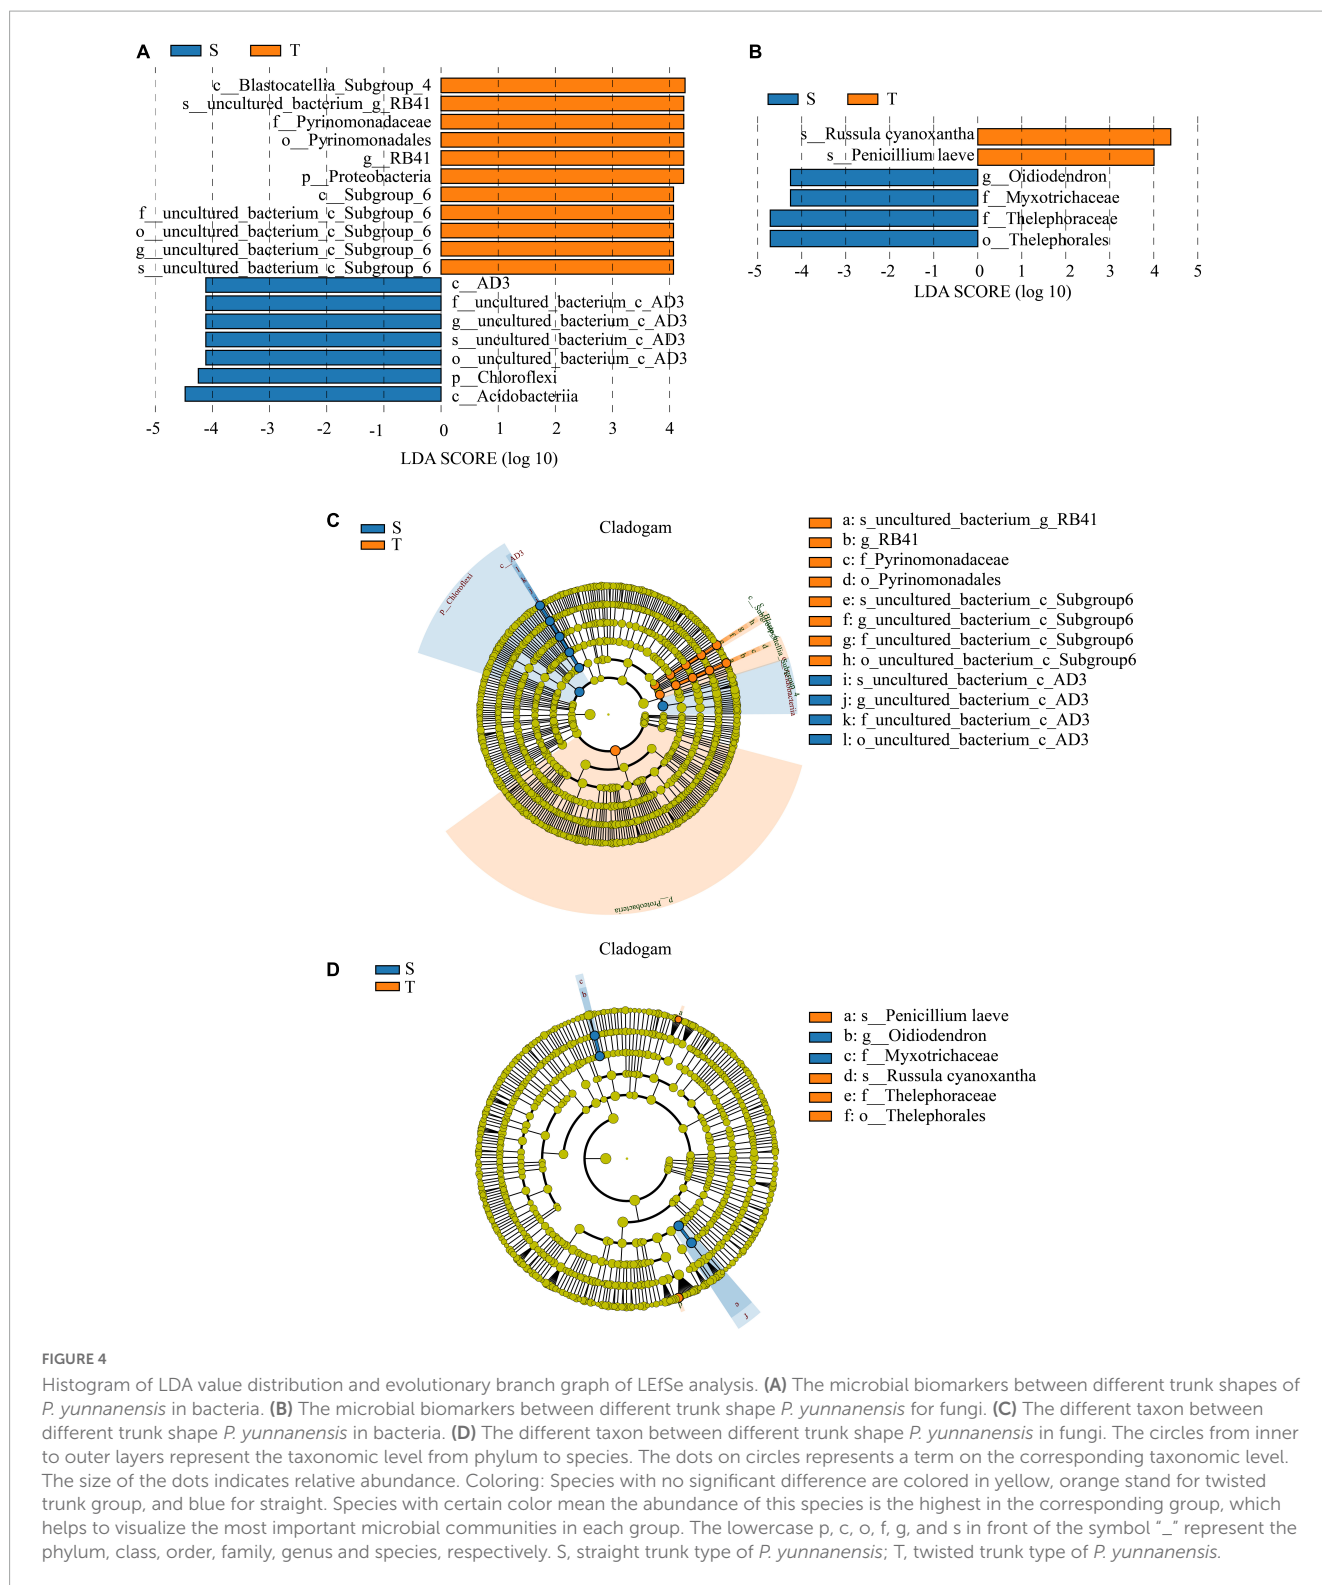 A
S
T
c__Blastocatellia_Subgroup_4
s__uncultured_bacterium_g_RB41
f__Pyrinomonadaceae
o__Pyrinomonadales
g__RB41
p__Proteobacteria
c__Subgroup_6
f__uncultured_bacterium_c_Subgroup_6
o__uncultured_bacterium_c_Subgroup_6
g__uncultured_bacterium_c_Subgroup_6
s__uncultured_bacterium_c_Subgroup_6
c__AD3
f__uncultured_bacterium_c_AD3
g__uncultured_bacterium_c_AD3
s__uncultured_bacterium_c_AD3
o__uncultured_bacterium_c_AD3
p__Chloroflexi
c__Acidobacteriia
-5 -4 -3 -2 -1 0 1 2 3 4
LDA SCORE (log 10)
B
S
T
s__Russula cyanoxantha
s__Penicillium laeve
g__Oidiodendron
f__Myxotrichaceae
f__Thelephoraceae
o__Thelephorales
-5 -4 -3 -2 -1 0 1 2 3 4 5
LDA SCORE (log 10)
C
S
T
Cladogam
p__Chloroflexi
c__AD3
p__Proteobacteria
a: s_uncultured_bacterium_g_RB41
b: g_RB41
c: f_Pyrinomonadaceae
d: o_Pyrinomonadales
e: s_uncultured_bacterium_c_Subgroup6
f: g_uncultured_bacterium_c_Subgroup6
g: f_uncultured_bacterium_c_Subgroup6
h: o_uncultured_bacterium_c_Subgroup6
i: s_uncultured_bacterium_c_AD3
j: g_uncultured_bacterium_c_AD3
k: f_uncultured_bacterium_c_AD3
l: o_uncultured_bacterium_c_AD3
Cladogam
D
S
T
c
b
a
e
f
a: s__Penicillium laeve
b: g__Oidiodendron
c: f__Myxotrichaceae
d: s__Russula cyanoxantha
e: f__Thelephoraceae
f: o__Thelephorales
FIGURE 4
Histogram of LDA value distribution and evolutionary branch graph of LEfSe analysis. (A) The microbial biomarkers between different trunk shapes of
P. yunnanensis in bacteria. (B) The microbial biomarkers between different trunk shape P. yunnanensis for fungi. (C) The different taxon between
different trunk shape P. yunnanensis in bacteria. (D) The different taxon between different trunk shape P. yunnanensis in fungi. The circles from inner
to outer layers represent the taxonomic level from phylum to species. The dots on circles represents a term on the corresponding taxonomic level.
The size of the dots indicates relative abundance. Coloring: Species with no significant difference are colored in yellow, orange stand for twisted
trunk group, and blue for straight. Species with certain color mean the abundance of this species is the highest in the corresponding group, which
helps to visualize the most important microbial communities in each group. The lowercase p, c, o, f, g, and s in front of the symbol "_" represent the
phylum, class, order, family, genus and species, respectively. S, straight trunk type of P. yunnanensis; T, twisted trunk type of P. yunnanensis.